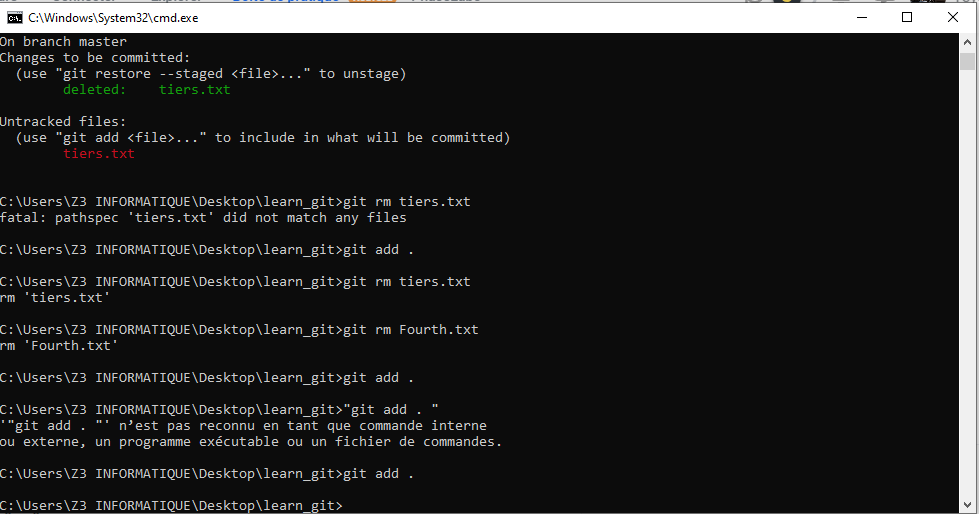 C:\Windows\System32\cmd.exe
On branch master
Changes to be committed:
  (use "git restore --staged <file>..." to unstage)
        deleted:    tiers.txt
Untracked files:
  (use "git add <file>..." to include in what will be committed)
        tiers.txt
C:\Users\Z3 INFORMATIQUE\Desktop\learn_git>git rm tiers.txt
fatal: pathspec 'tiers.txt' did not match any files
C:\Users\Z3 INFORMATIQUE\Desktop\learn_git>git add .
C:\Users\Z3 INFORMATIQUE\Desktop\learn_git>git rm tiers.txt
rm 'tiers.txt'
C:\Users\Z3 INFORMATIQUE\Desktop\learn_git>git rm Fourth.txt
rm 'Fourth.txt'
C:\Users\Z3 INFORMATIQUE\Desktop\learn_git>git add .
C:\Users\Z3 INFORMATIQUE\Desktop\learn_git>"git add . "
'"git add . "' n’est pas reconnu en tant que commande interne
ou externe, un programme exécutable ou un fichier de commandes.
C:\Users\Z3 INFORMATIQUE\Desktop\learn_git>git add .
C:\Users\Z3 INFORMATIQUE\Desktop\learn_git>